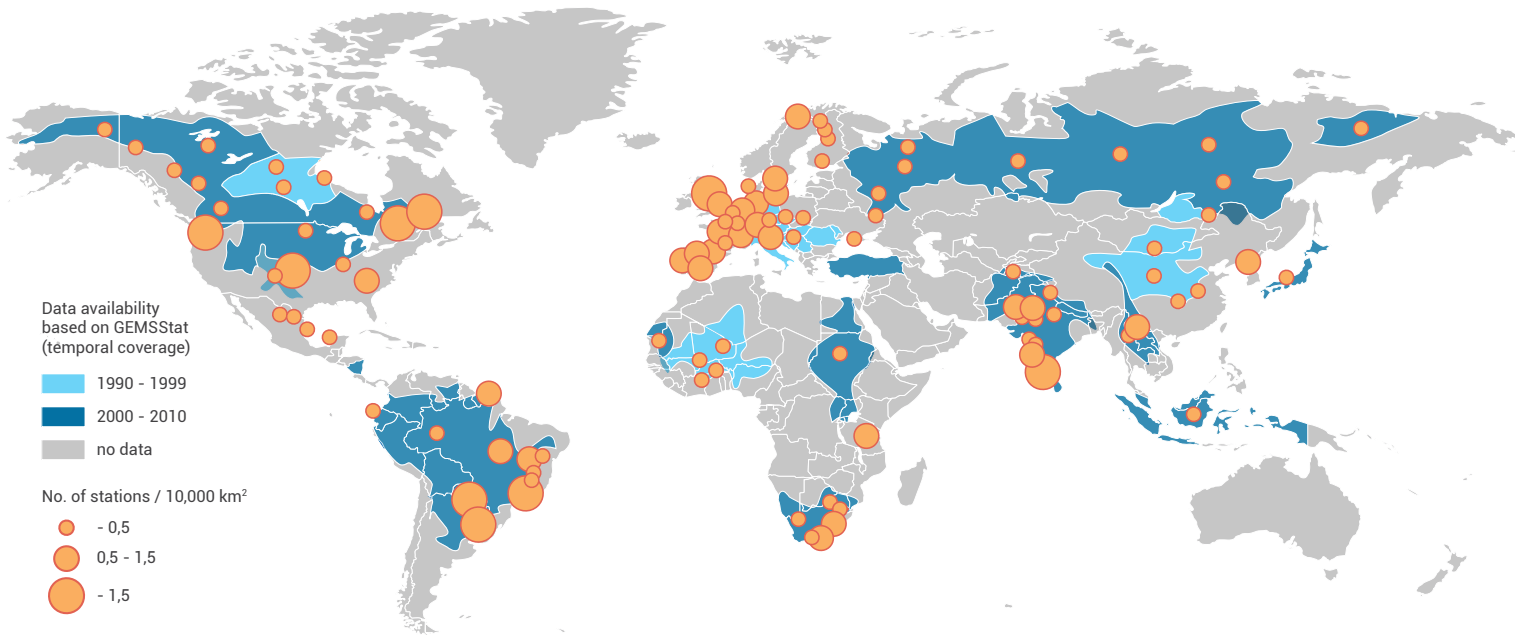 Data availability
based on GEMSStat
(temporal coverage)
1990 - 1999
2000 - 2010
no data
No. of stations / 10,000 km²
- 0,5
0,5 - 1,5
- 1,5